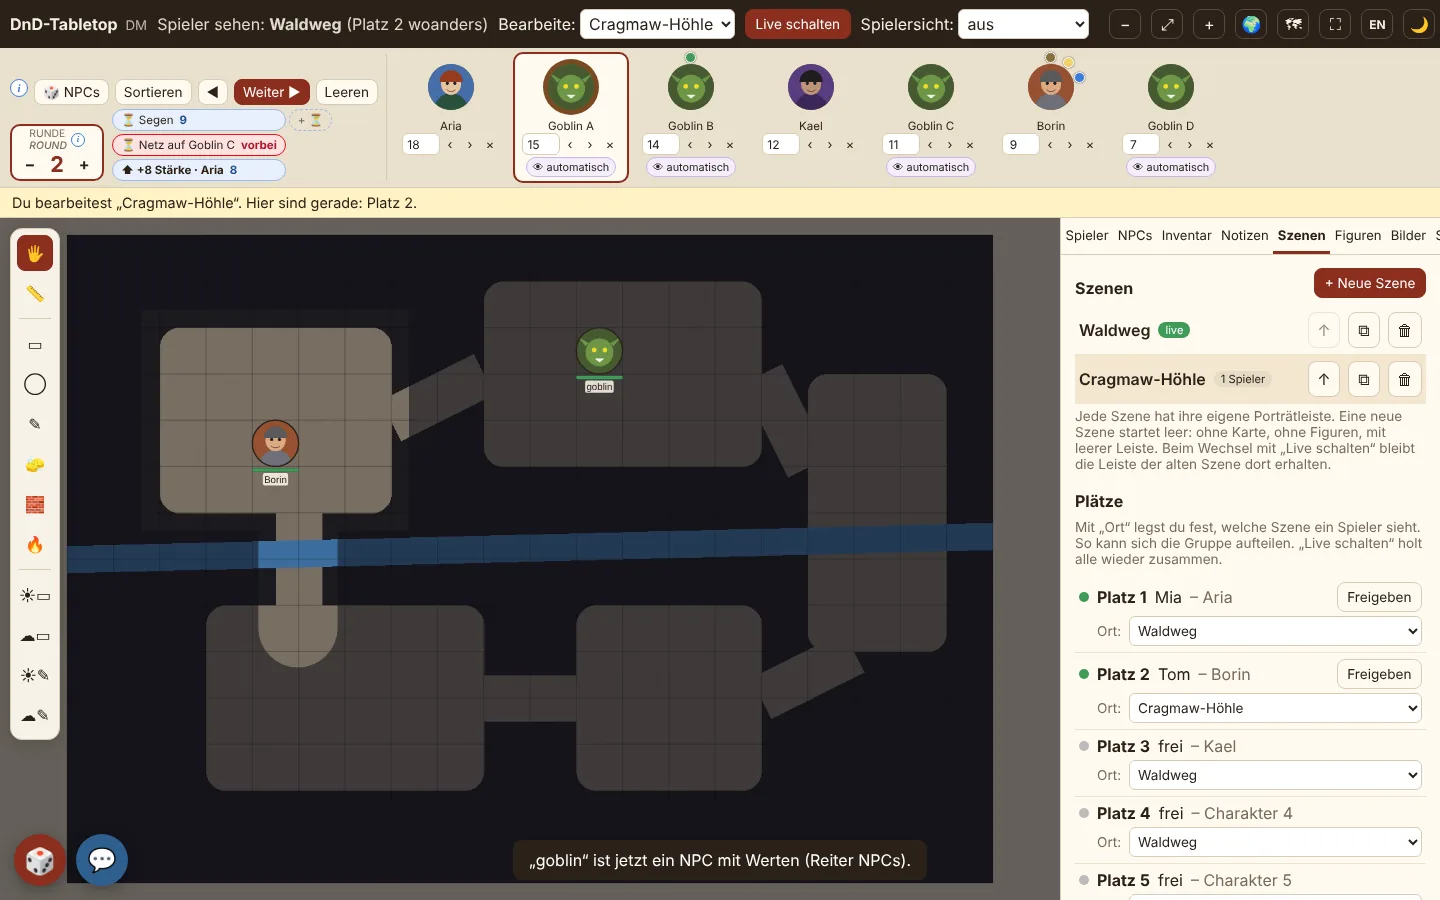 DnD-Tabletop DM Spieler sehen: Waldweg (Platz 2 woanders) Bearbeite: Cragmaw-Höhle Live schalten Spielersicht: aus − + EN
NPCs Sortieren Weiter Leeren
RUNDE
ROUND
− 2 +
Segen 9
+
Netz auf Goblin C vorbei
+8 Stärke · Aria 8
Aria
18 ‹ › ×
Goblin A
15 ‹ › ×
automatisch
Goblin B
14 ‹ › ×
automatisch
Kael
12 ‹ › ×
Goblin C
11 ‹ › ×
automatisch
Borin
9 ‹ › ×
Goblin D
7 ‹ › ×
automatisch
Du bearbeitest „Cragmaw-Höhle“. Hier sind gerade: Platz 2.
goblin
Borin
„goblin“ ist jetzt ein NPC mit Werten (Reiter NPCs).
Spieler NPCs Inventar Notizen Szenen Figuren Bilder S
Szenen
+ Neue Szene
Waldweg live
Cragmaw-Höhle 1 Spieler
Jede Szene hat ihre eigene Porträtleiste. Eine neue
Szene startet leer: ohne Karte, ohne Figuren, mit
leerer Leiste. Beim Wechsel mit „Live schalten“ bleibt
die Leiste der alten Szene dort erhalten.
Plätze
Mit „Ort“ legst du fest, welche Szene ein Spieler sieht.
So kann sich die Gruppe aufteilen. „Live schalten“ holt
alle wieder zusammen.
Platz 1 Mia – Aria Freigeben
Ort: Waldweg
Platz 2 Tom – Borin Freigeben
Ort: Cragmaw-Höhle
Platz 3 frei – Kael
Ort: Waldweg
Platz 4 frei – Charakter 4
Ort: Waldweg
Platz 5 frei – Charakter 5